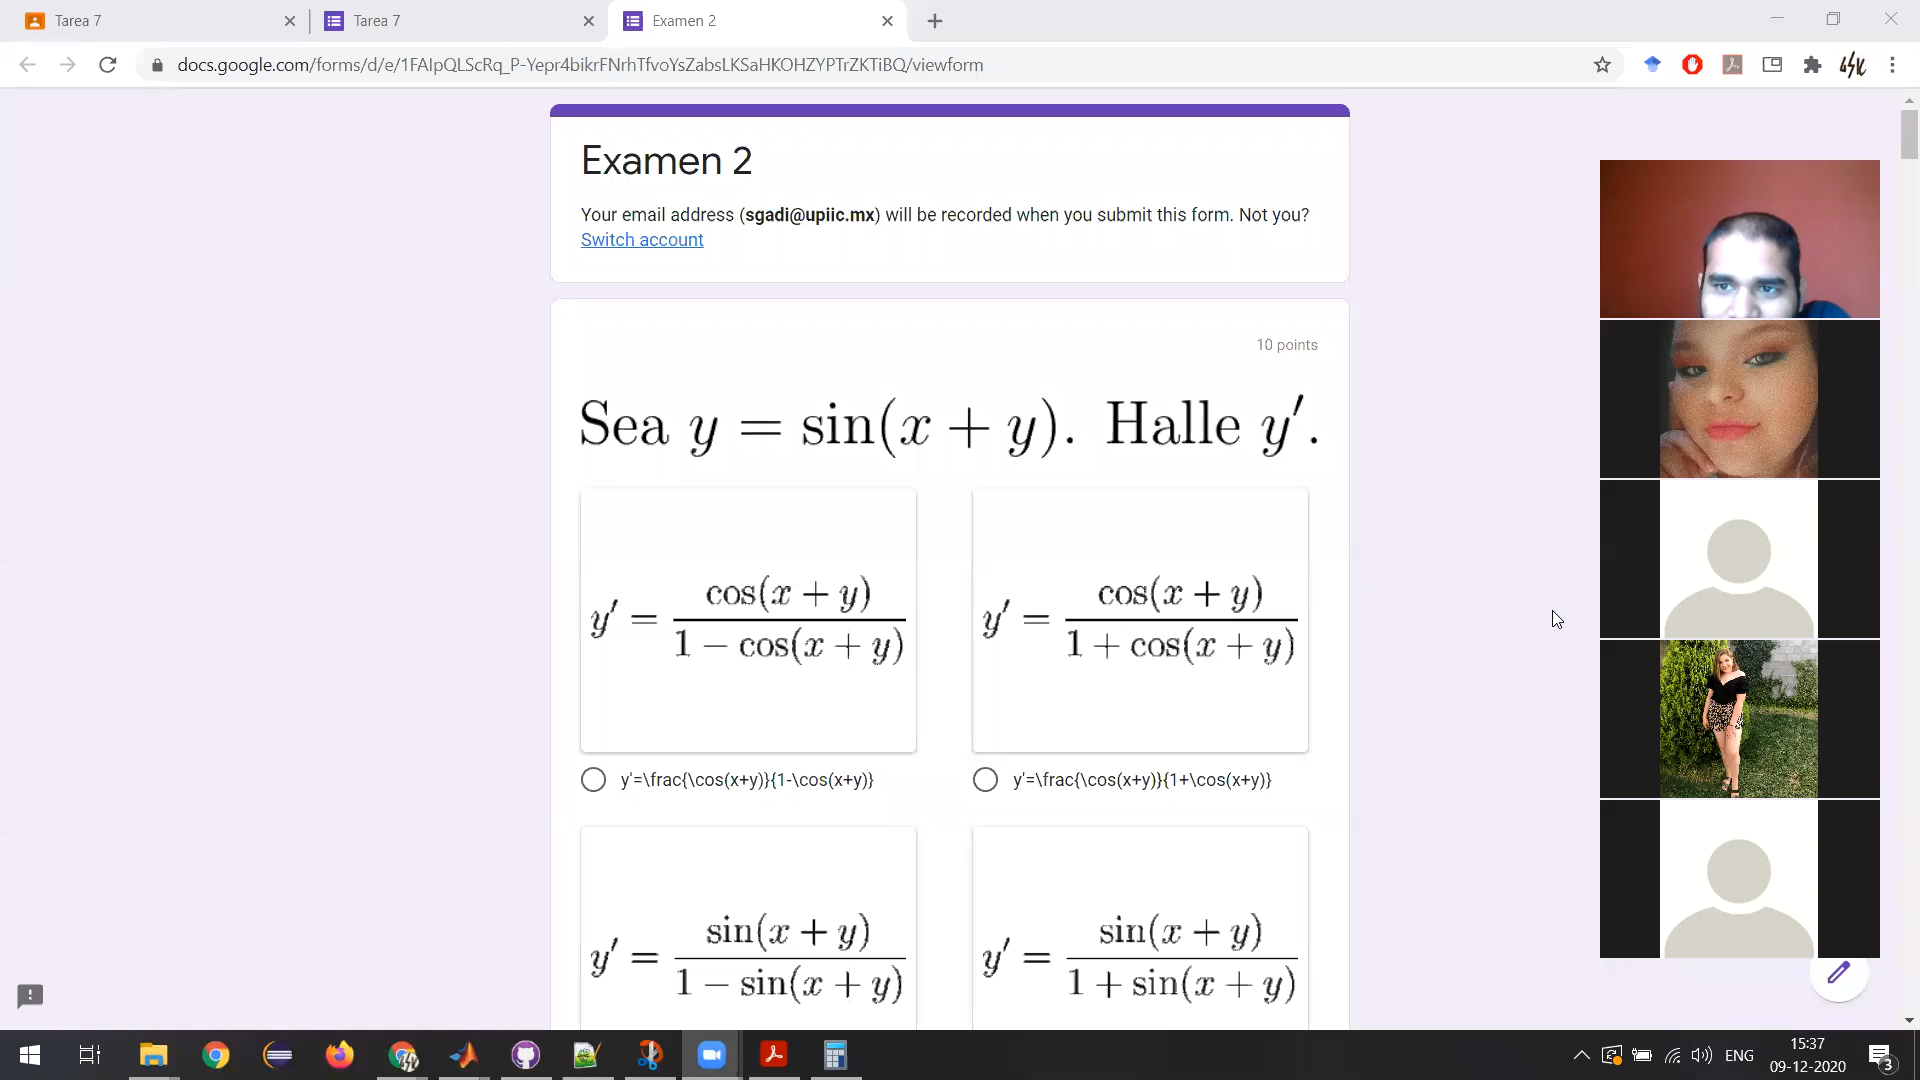 Tarea 7
Tarea 7
Examen 2
docs.google.com/forms/d/e/1FAIpQLScRq_P-Yepr4bikrFNrhTfvoYsZabsLKSaHKOHZYPTrZKTiBQ/viewform
Examen 2
Your email address (sgadi@upiic.mx) will be recorded when you submit this form. Not you?
Switch account
10 points
Sea y = sin(x + y). Halle y′.
y′ = cos(x + y) / 1 − cos(x + y)
y′ = cos(x + y) / 1 + cos(x + y)
y'=\frac{\cos(x+y)}{1-\cos(x+y)}
y'=\frac{\cos(x+y)}{1+\cos(x+y)}
y′ = sin(x + y) / 1 − sin(x + y)
y′ = sin(x + y) / 1 + sin(x + y)
ENG
15:37
09-12-2020
3